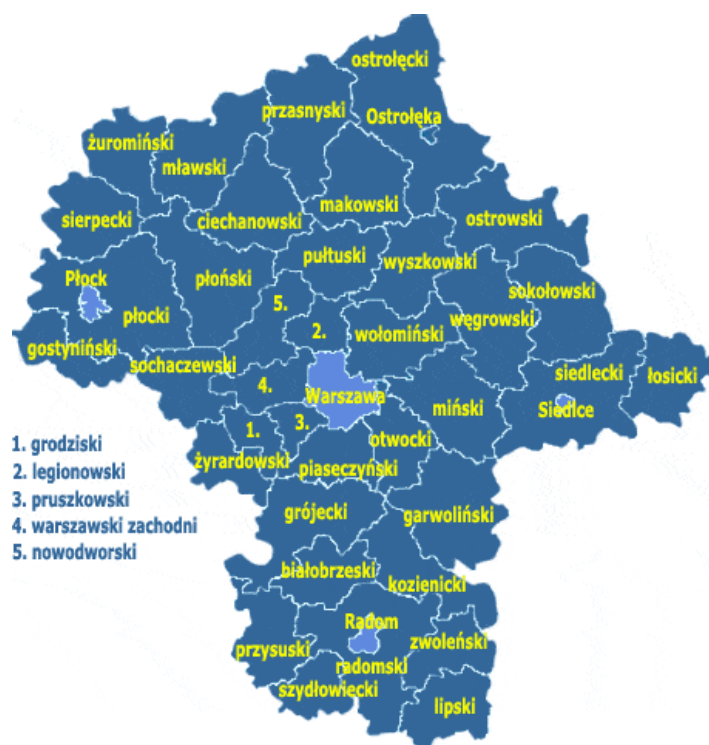 ostrołęcki
przasnyski
Ostrołęka
żuromiński
mławski
makowski
sierpecki
ciechanowski
ostrowski
pułtuski
wyszkowski
Płock
płoński
sokołowski
5.
płocki
węgrowski
2.
wołomiński
gostyniński
sochaczewski
siedlecki
łosicki
4.
Warszawa
miński
Siedlce
1.
3.
otwocki
żyrardowski
piaseczyński
1. grodziski
2. legionowski
3. pruszkowski
4. warszawski zachodni
5. nowodworski
grójecki
garwoliński
białobrzeski
kozienicki
Radom
przysuski
zwoleński
radomski
szydłowiecki
lipski